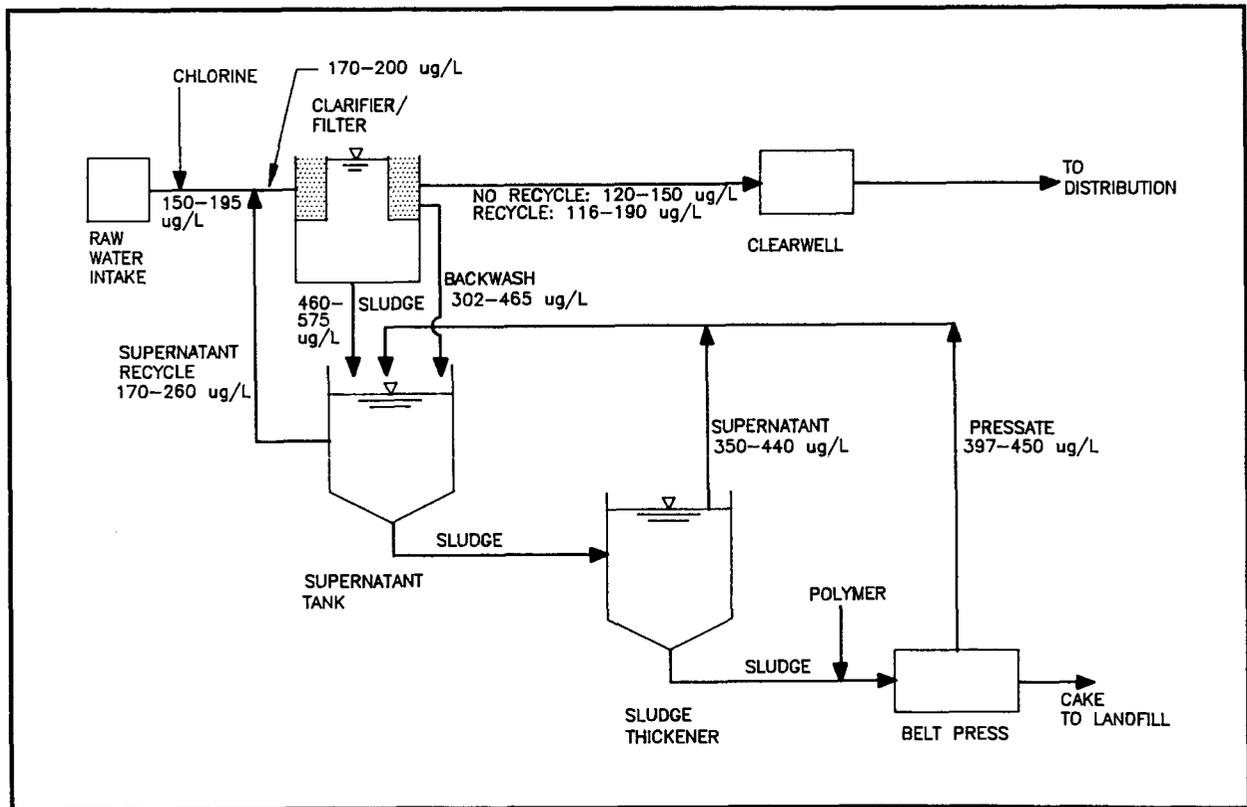 CHLORINE
170-200 ug/L
CLARIFIER/
FILTER
150-195
ug/L
RAW
WATER
INTAKE
NO RECYCLE: 120-150 ug/L
RECYCLE: 116-190 ug/L
TO
DISTRIBUTION
CLEARWELL
BACKWASH
302-465 ug/L
460-
575
ug/L
SLUDGE
SUPERNATANT
RECYCLE
170-260 ug/L
SUPERNATANT
350-440 ug/L
PRESSATE
397-450 ug/L
SLUDGE
SUPERNATANT
TANK
POLYMER
SLUDGE
SLUDGE
THICKENER
BELT PRESS
CAKE
TO LANDFILL